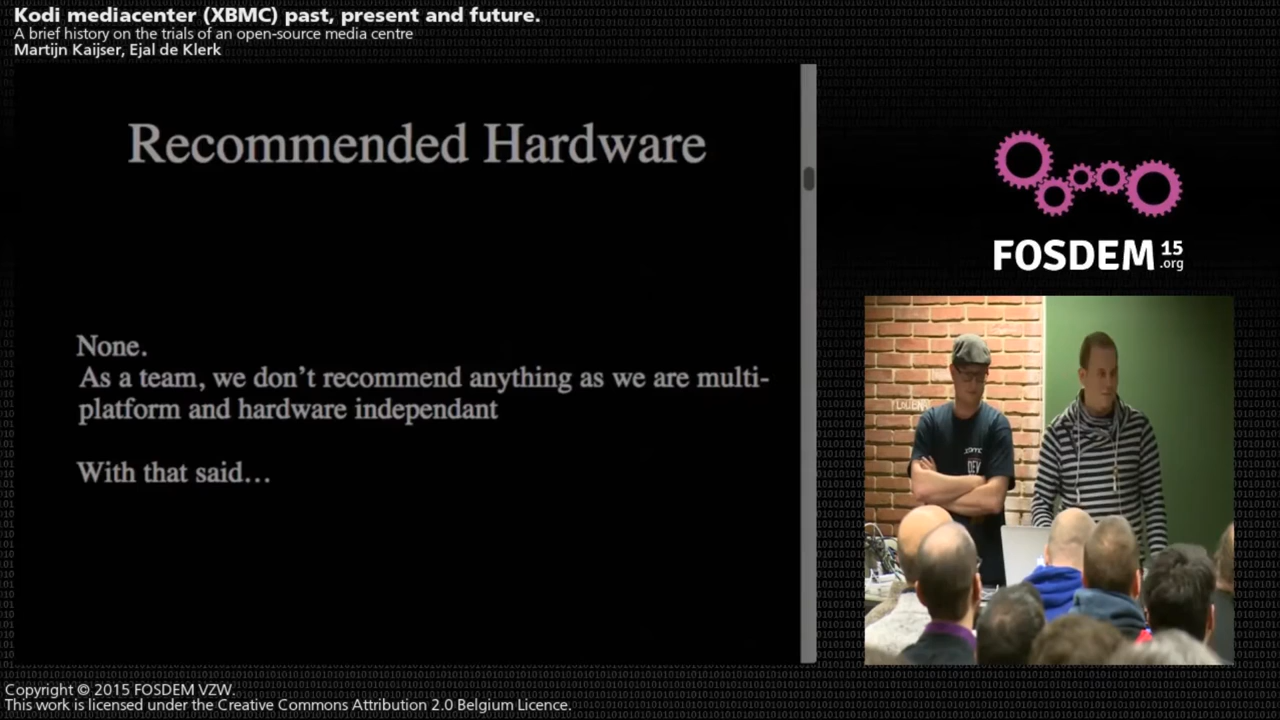 Kodi mediacenter (XBMC) past, present and future.
A brief history on the trials of an open-source media centre
Martijn Kaijser, Ejal de Klerk
Recommended Hardware
None.
As a team, we don’t recommend anything as we are multi-
platform and hardware independant
With that said…
FOSDEM 15
.org
DEV
Copyright © 2015 FOSDEM VZW.
This work is licensed under the Creative Commons Attribution 2.0 Belgium Licence.